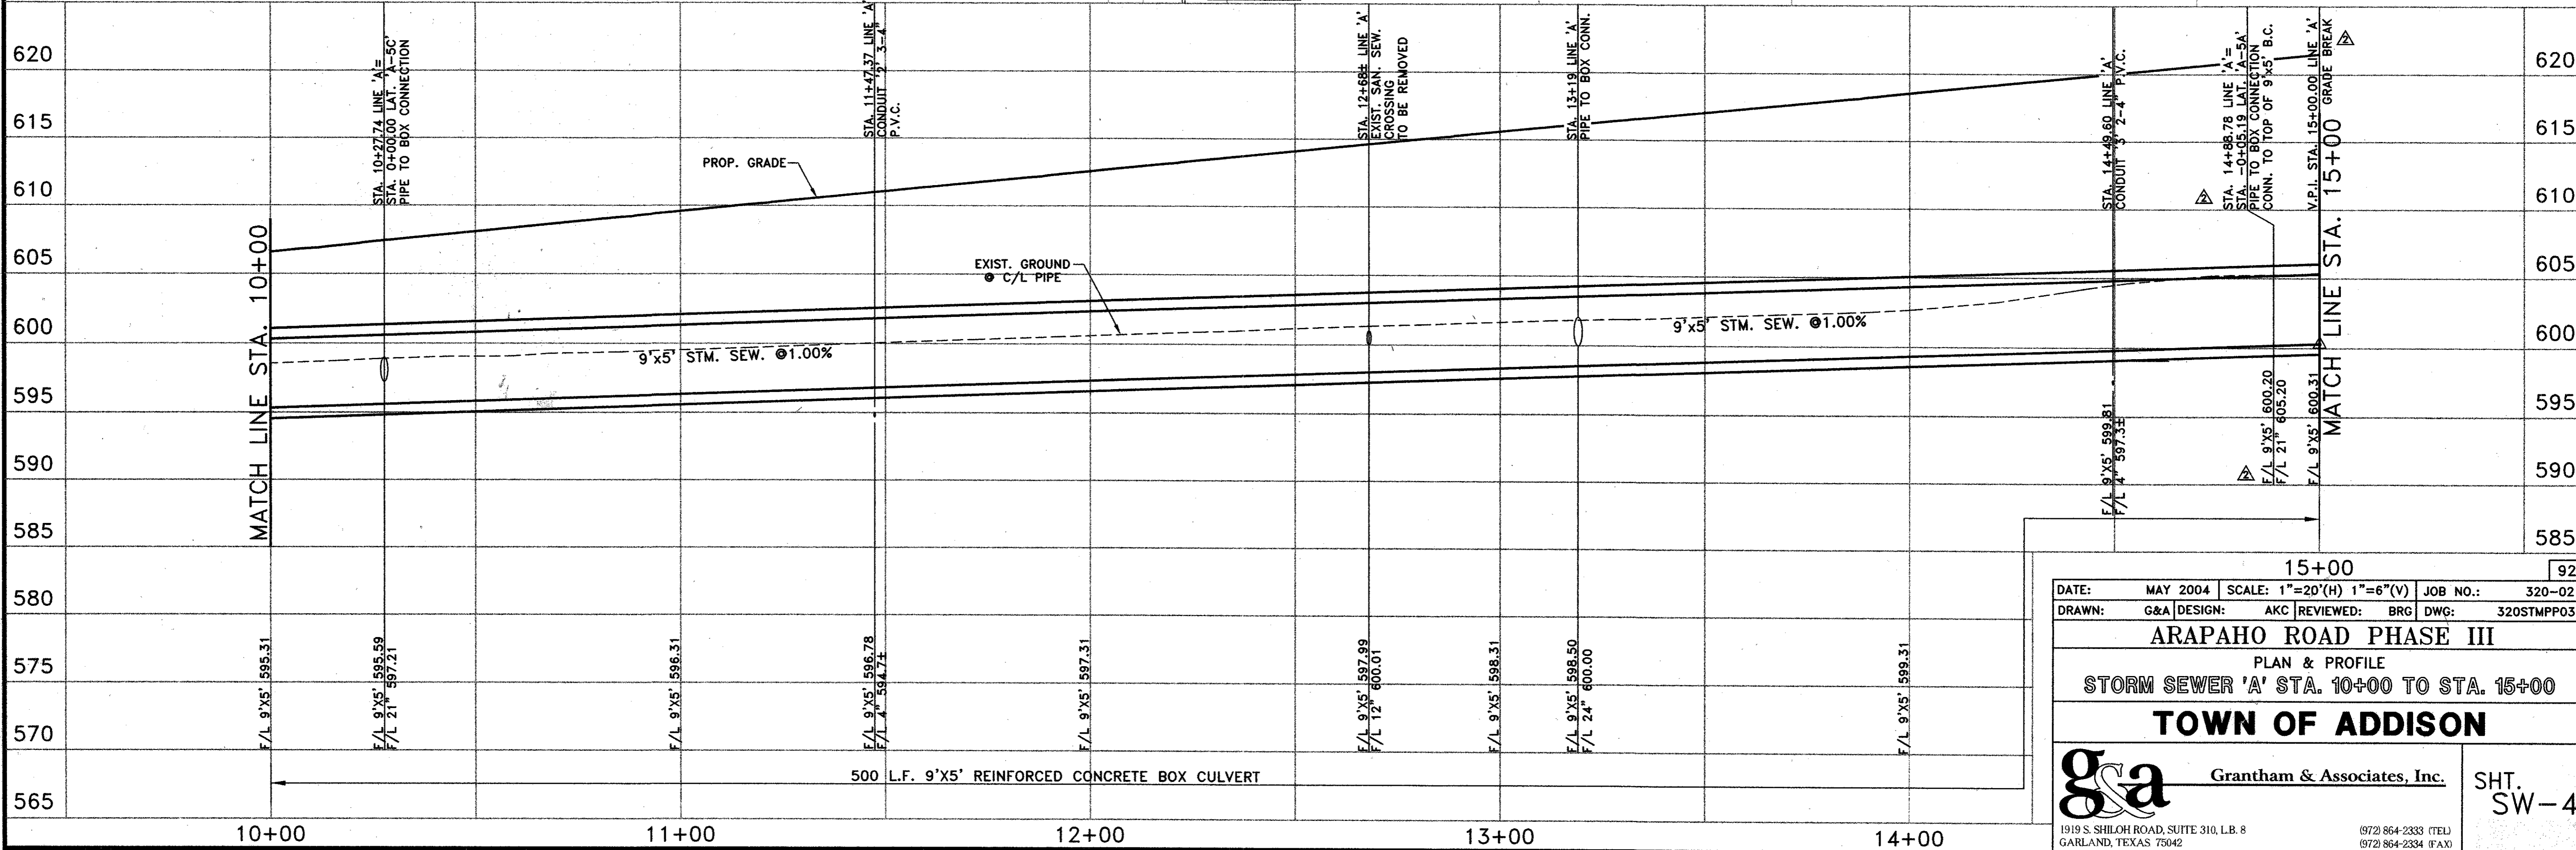 620
615
610
605
600
595
590
585
580
575
570
565
620
615
610
605
600
595
590
585
MATCH LINE STA. 10+00
STA. 10+27.74 LINE 'A'=
STA. 0+00.00 LAT. 'A-5C'
PIPE TO BOX CONNECTION
STA. 11+47.37 LINE 'A'
CONDUIT '2' 3-4"
P.V.C.
STA. 12+68± LINE 'A'
EXIST. SAN. SEW.
CROSSING
TO BE REMOVED
STA. 13+19 LINE 'A'
PIPE TO BOX CONN.
STA. 14+49.60 LINE 'A'
CONDUIT '3' 2-4" P.V.C.
STA. 14+88.78 LINE 'A'=
STA. -0+05.19 LAT. 'A-5A'
PIPE TO BOX CONNECTION
CONN. TO TOP OF 9'x5' B.C.
V.P.I. STA. 15+000.00 LINE 'A'
GRADE BREAK
MATCH LINE STA. 15+00
2
2
2
PROP. GRADE
EXIST. GROUND
@ C/L PIPE
9'x5' STM. SEW. @1.00%
9'x5' STM. SEW. @1.00%
F/L 9'X5' 595.31
F/L 9'X5' 595.59
F/L 21" 597.21
F/L 9'X5' 596.31
F/L 9'X5' 596.78
F/L 4" 594.7±
F/L 9'X5' 597.31
F/L 9'X5' 597.99
F/L 12" 600.01
F/L 9'X5' 598.31
F/L 9'X5' 598.50
F/L 24" 600.00
F/L 9'X5' 599.31
F/L 9'X5' 599.81
F/L 4" 597.3±
F/L 9'X5' 600.20
F/L 21" 605.20
F/L 9'X5' 600.31
500 L.F. 9'X5' REINFORCED CONCRETE BOX CULVERT
10+00
11+00
12+00
13+00
14+00
15+00
92
DATE: MAY 2004 SCALE: 1"=20'(H) 1"=6"(V) JOB NO.: 320-02
DRAWN: G&A DESIGN: AKC REVIEWED: BRG DWG: 320STMPP03
ARAPAHO ROAD PHASE III
PLAN & PROFILE
STORM SEWER 'A' STA. 10+00 TO STA. 15+00
TOWN OF ADDISON
g&a
Grantham & Associates, Inc.
1919 S. SHILOH ROAD, SUITE 310, L.B. 8
GARLAND, TEXAS 75042
(972) 864-2333 (TEL)
(972) 864-2334 (FAX)
SHT.
SW-4